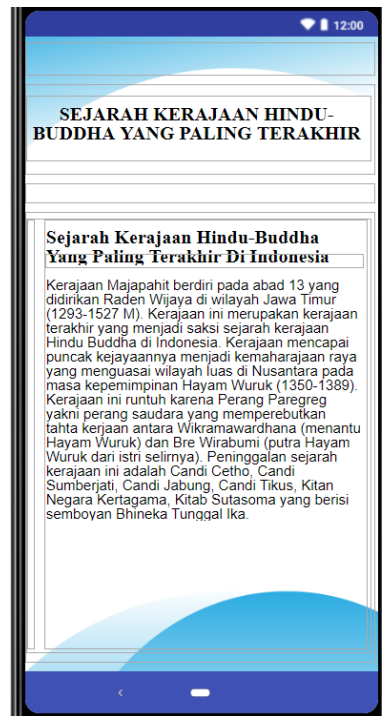 12:00
SEJARAH KERAJAAN HINDU-
BUDDHA YANG PALING TERAKHIR
Sejarah Kerajaan Hindu-Buddha
Yang Paling Terakhir Di Indonesia
Kerajaan Majapahit berdiri pada abad 13 yang
didirikan Raden Wijaya di wilayah Jawa Timur
(1293-1527 M). Kerajaan ini merupakan kerajaan
terakhir yang menjadi saksi sejarah kerajaan
Hindu Buddha di Indonesia. Kerajaan mencapai
puncak kejayaannya menjadi kemaharajaan raya
yang menguasai wilayah luas di Nusantara pada
masa kepemimpinan Hayam Wuruk (1350-1389).
Kerajaan ini runtuh karena Perang Paregreg
yakni perang saudara yang memperebutkan
tahta kerjaan antara Wikramawardhana (menantu
Hayam Wuruk) dan Bre Wirabumi (putra Hayam
Wuruk dari istri selirnya). Peninggalan sejarah
kerajaan ini adalah Candi Cetho, Candi
Sumberjati, Candi Jabung, Candi Tikus, Kitan
Negara Kertagama, Kitab Sutasoma yang berisi
semboyan Bhineka Tunggal Ika.